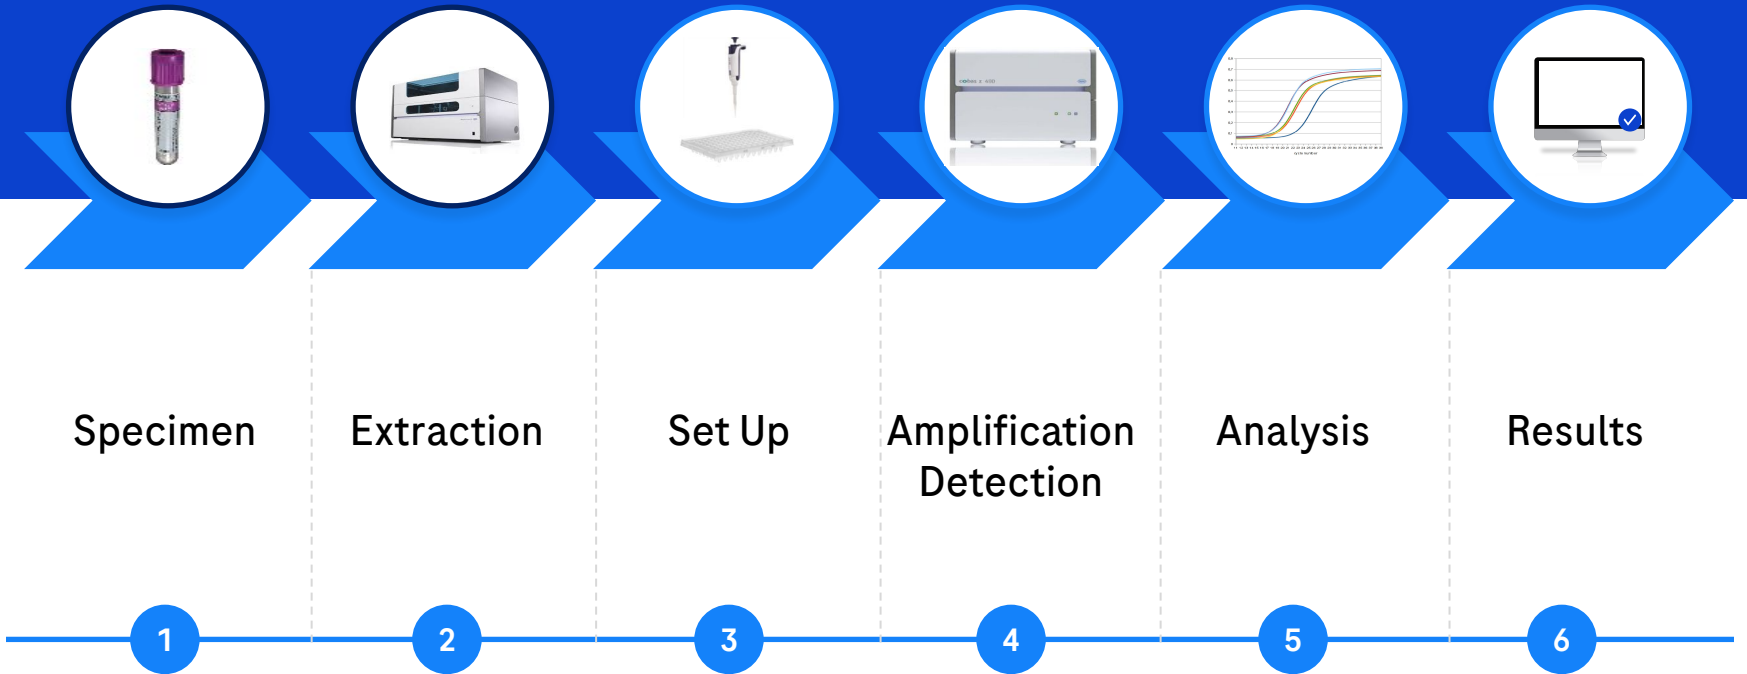 Specimen
Extraction
Set Up
Amplification
Detection
Analysis
Results
1
2
3
4
5
6